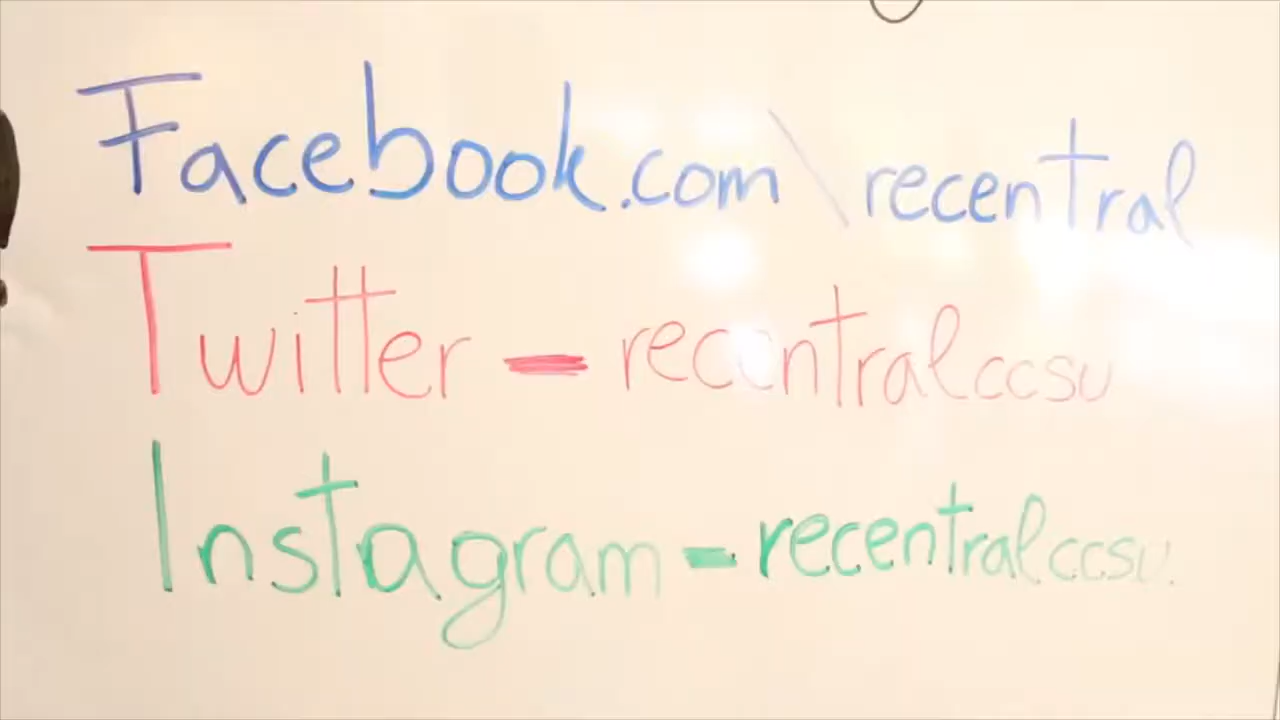 Facebook.com\recentral
Twitter - recentralccsu
Instagram - recentralccsu